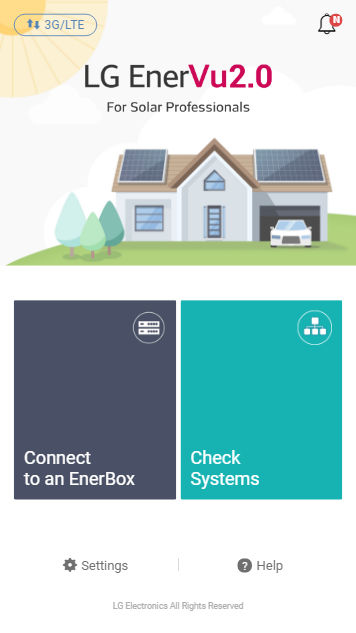 3G/LTE
N
LG EnerVu2.0
For Solar Professionals
Connect
to an EnerBox
Check
Systems
Settings
? Help
LG Electronics All Rights Reserved